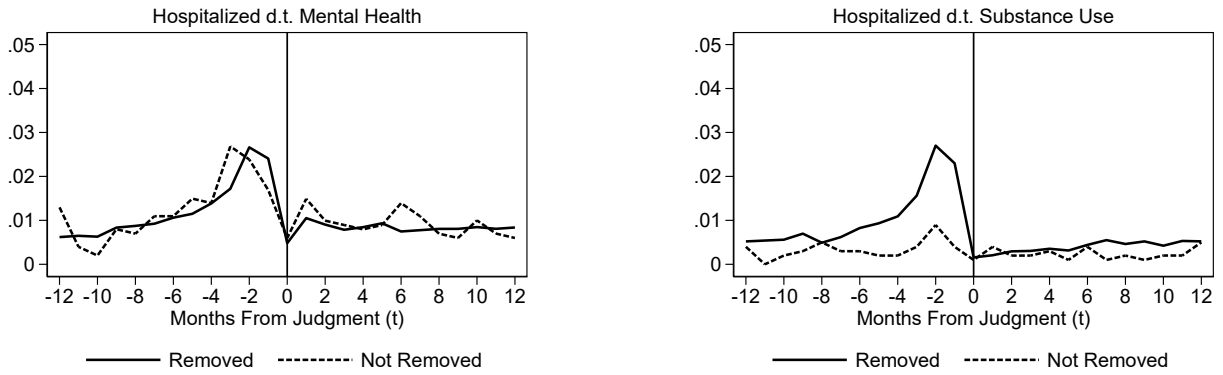 Hospitalized d.t. Mental Health
.05
.04
.03
.02
.01
0
-12 -10 -8 -6 -4 -2 0 2 4 6 8 10 12
Months From Judgment (t)
Removed Not Removed
Hospitalized d.t. Substance Use
.05
.04
.03
.02
.01
0
-12 -10 -8 -6 -4 -2 0 2 4 6 8 10 12
Months From Judgment (t)
Removed Not Removed